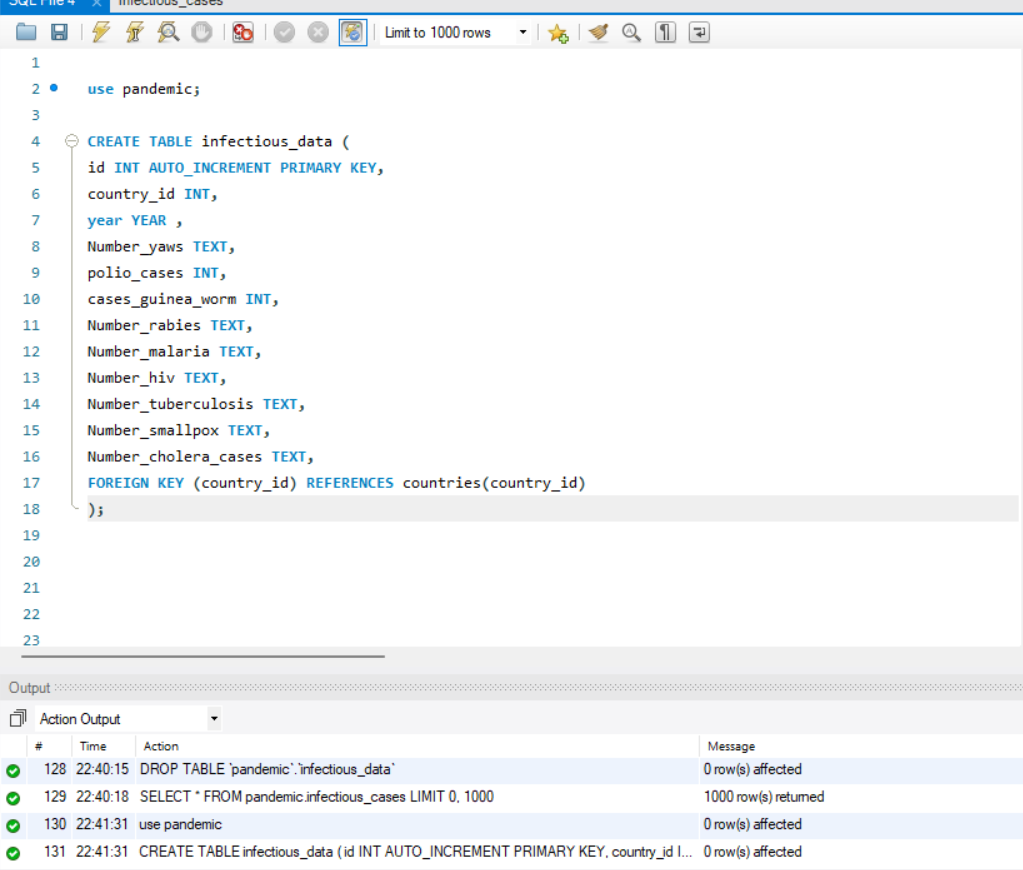 SQL File 4 × infectious_cases
Limit to 1000 rows
1
2 use pandemic;
3
4 CREATE TABLE infectious_data (
5 id INT AUTO_INCREMENT PRIMARY KEY,
6 country_id INT,
7 year YEAR ,
8 Number_yaws TEXT,
9 polio_cases INT,
10 cases_guinea_worm INT,
11 Number_rabies TEXT,
12 Number_malaria TEXT,
13 Number_hiv TEXT,
14 Number_tuberculosis TEXT,
15 Number_smallpox TEXT,
16 Number_cholera_cases TEXT,
17 FOREIGN KEY (country_id) REFERENCES countries(country_id)
18 );
19
20
21
22
23
Output
Action Output
# Time Action Message
128 22:40:15 DROP TABLE `pandemic`.`infectious_data` 0 row(s) affected
129 22:40:18 SELECT * FROM pandemic.infectious_cases LIMIT 0, 1000 1000 row(s) returned
130 22:41:31 use pandemic 0 row(s) affected
131 22:41:31 CREATE TABLE infectious_data ( id INT AUTO_INCREMENT PRIMARY KEY, country_id I... 0 row(s) affected